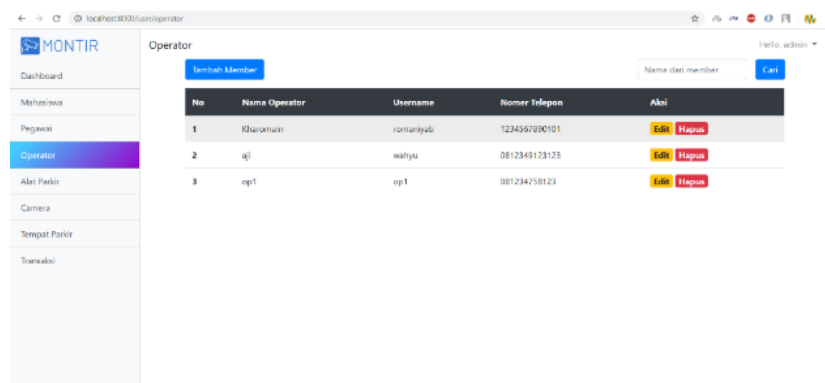 localhost:8000/user/operator
MONTIR
Operator
Hello, admin
Dashboard
Tambah Member
Nama dari member
Cari
Mahasiswa
Pegawai
Operator
Alat Parkir
Camera
Tempat Parkir
Transaksi
No Nama Operator Username Nomer Telepon Aksi
1 Kharomain romaniyab 1234567890101 Edit Hapus
2 aji wahyu 0812349123123 Edit Hapus
3 op1 op1 081234758123 Edit Hapus